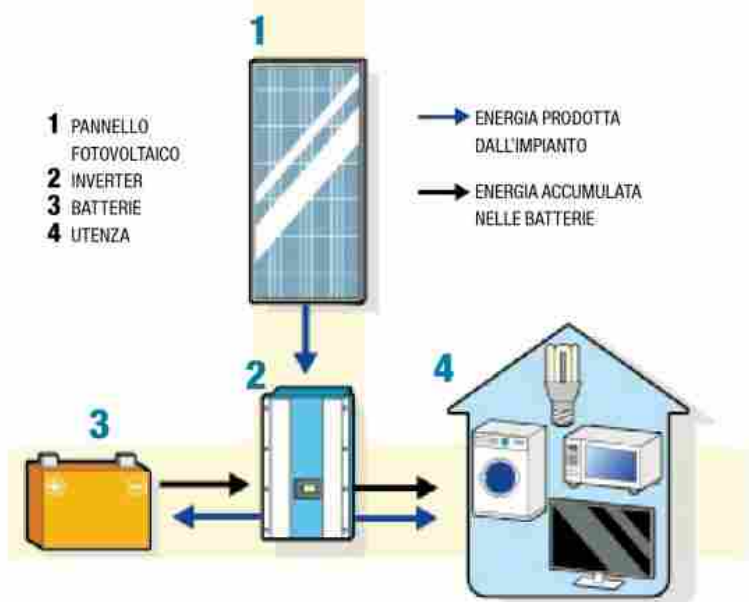 1
1 PANNELLO
FOTOVOLTAICO
2 INVERTER
3 BATTERIE
4 UTENZA
ENERGIA PRODOTTA
DALL'IMPIANTO
ENERGIA ACCUMULATA
NELLE BATTERIE
2
4
3
+ −